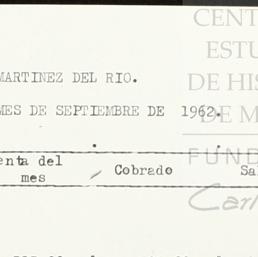 CENT
ESTU
MARTINEZ DEL RIO.
DE HIS
MES DE SEPTIEMBRE DE 1962.
DE M
FUND
enta del
mes
Cobrado
Sa
Carl